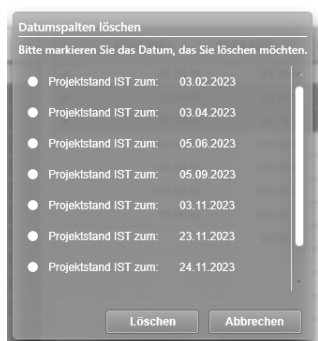 Datumspalten löschen
Bitte markieren Sie das Datum, das Sie löschen möchten.
Projektstand IST zum: 03.02.2023
Projektstand IST zum: 03.04.2023
Projektstand IST zum: 05.06.2023
Projektstand IST zum: 05.09.2023
Projektstand IST zum: 03.11.2023
Projektstand IST zum: 23.11.2023
Projektstand IST zum: 24.11.2023
Löschen Abbrechen